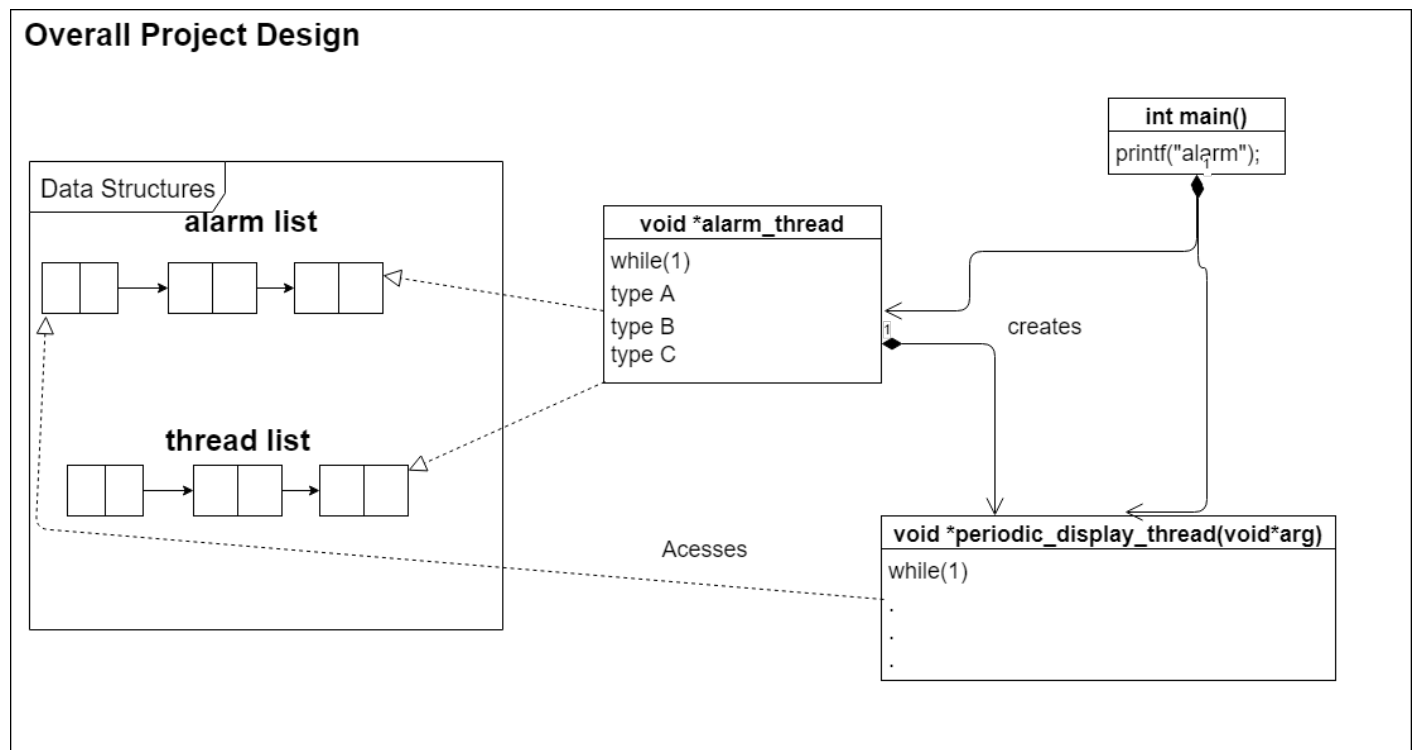 Overall Project Design
int main()
printf("alarm");
1
Data Structures
alarm list
void *alarm_thread
while(1)
type A
type B
type C
1
creates
thread list
Acesses
void *periodic_display_thread(void*arg)
while(1)
.
.
.